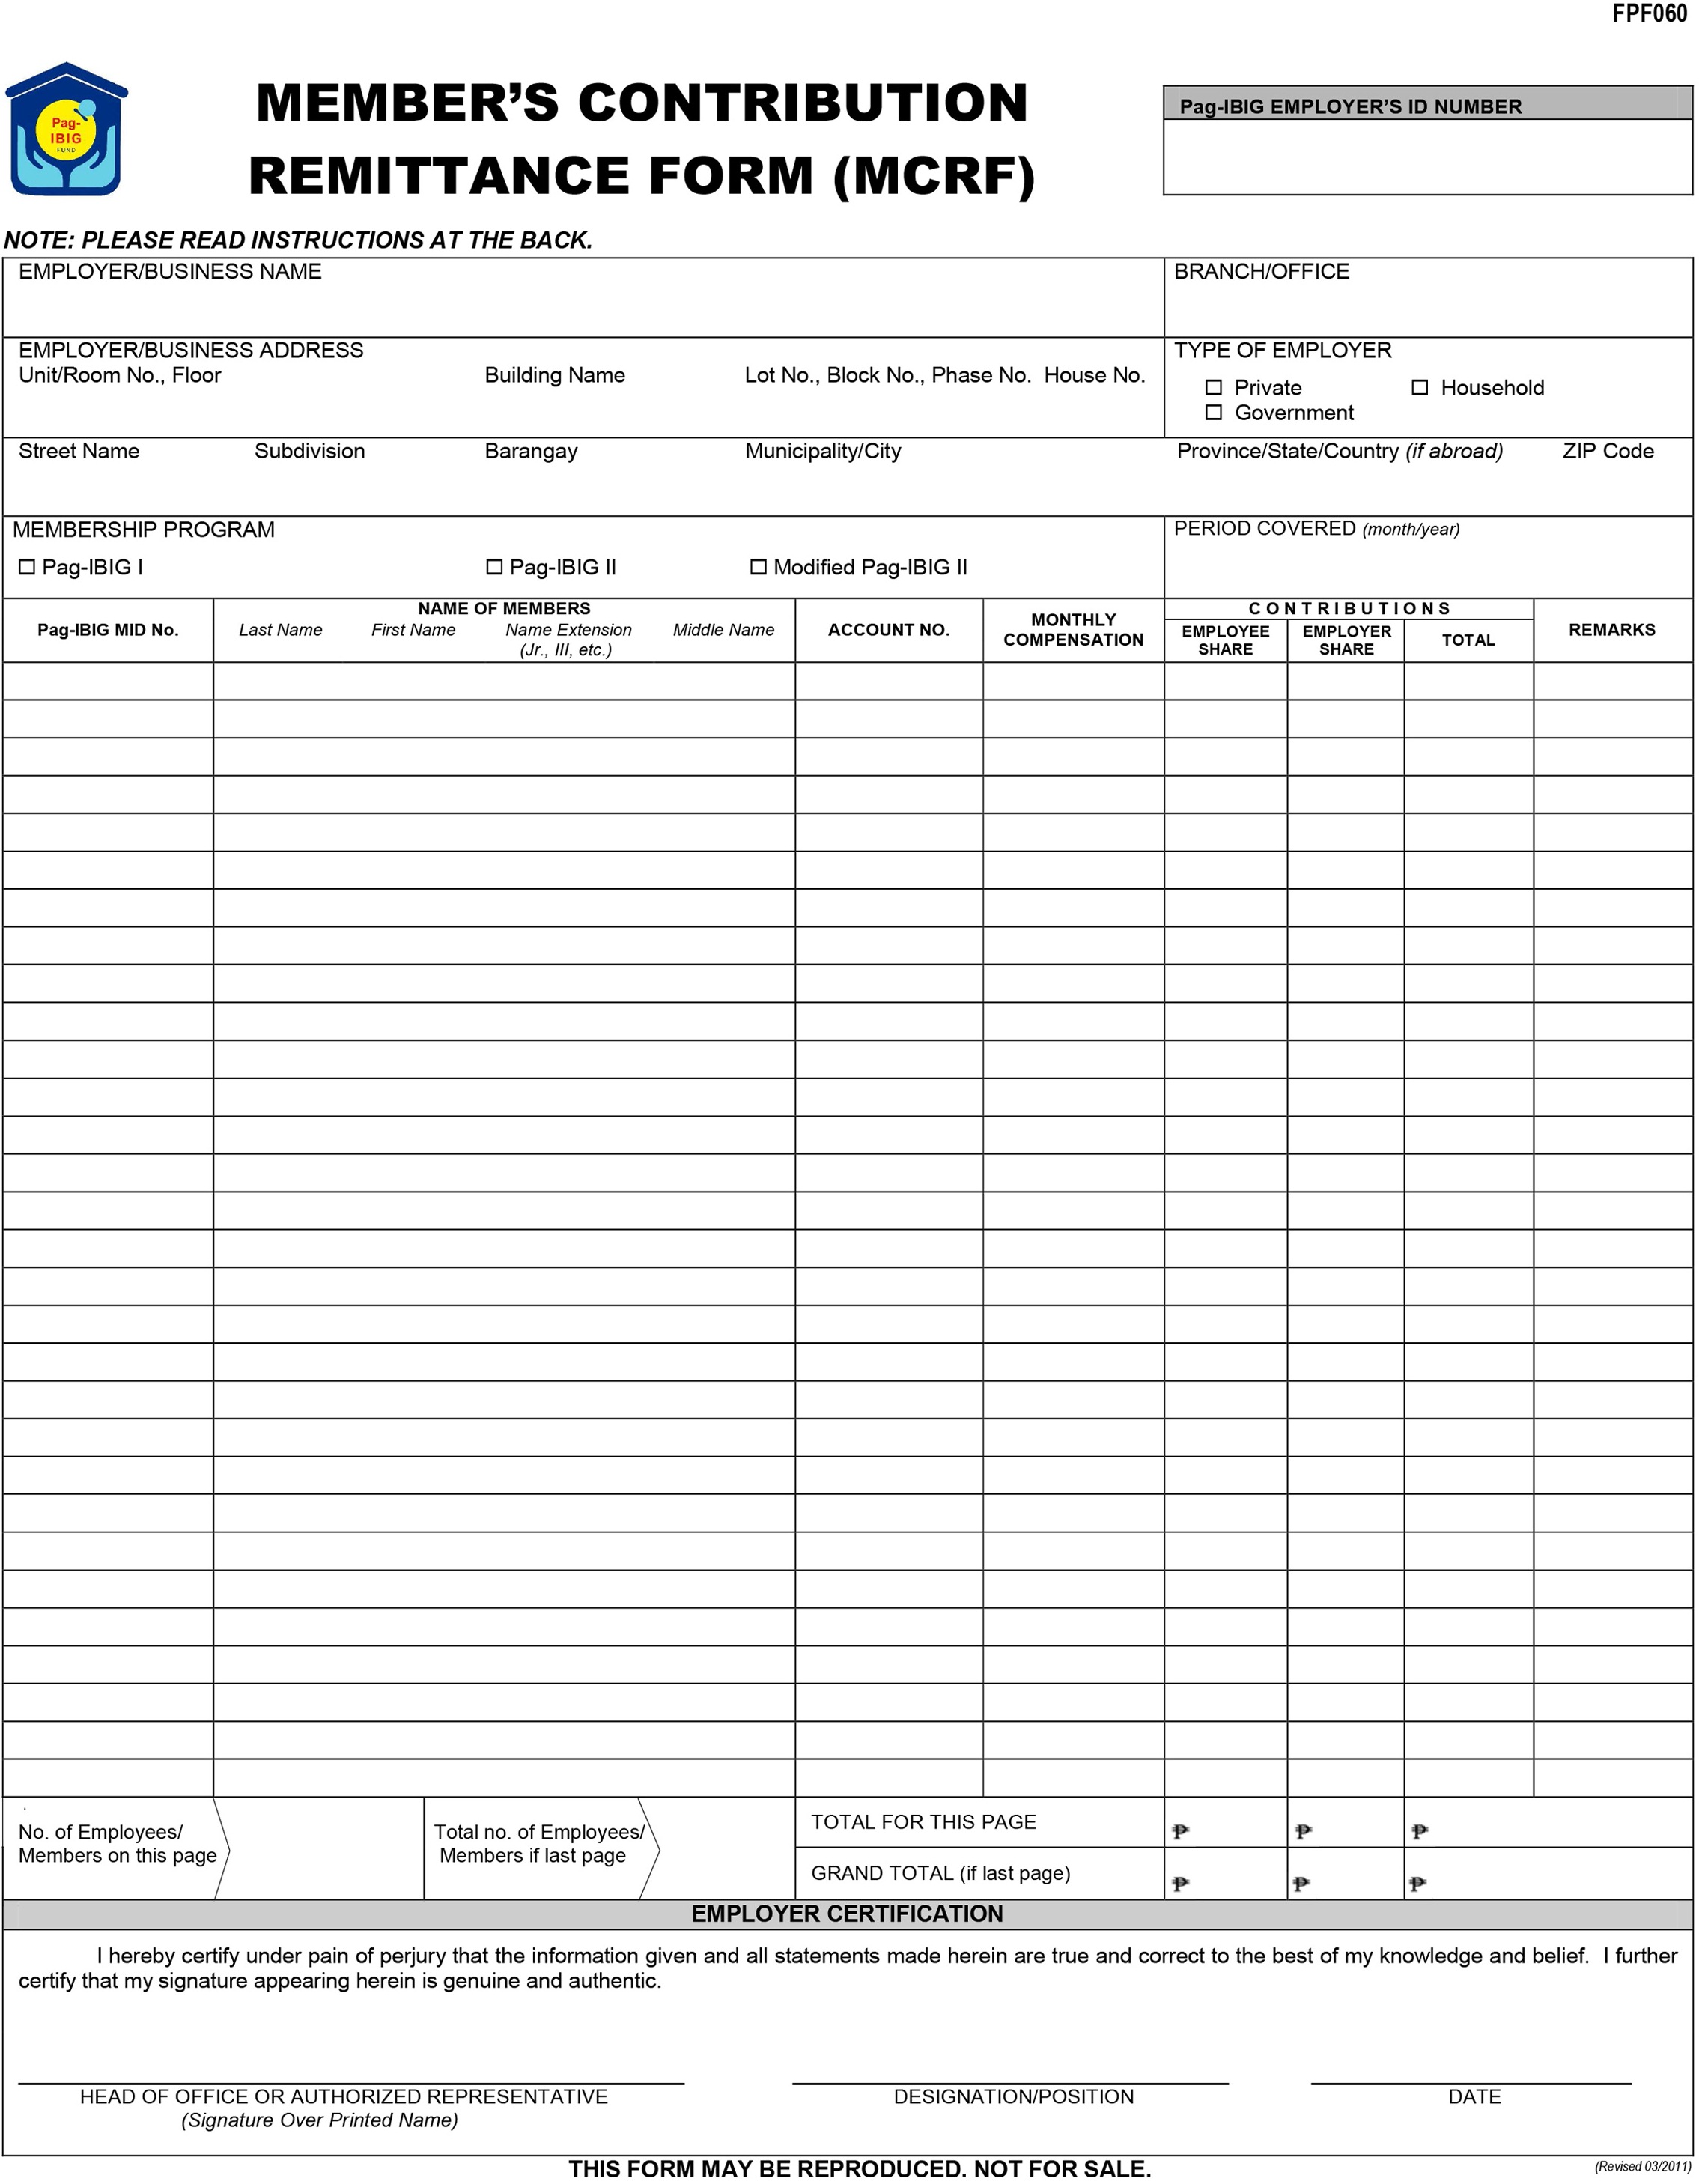 FPF060
Pag-
IBIG
FUND
MEMBER'S CONTRIBUTION
REMITTANCE FORM (MCRF)
Pag-IBIG EMPLOYER'S ID NUMBER
NOTE: PLEASE READ INSTRUCTIONS AT THE BACK.
EMPLOYER/BUSINESS NAME
BRANCH/OFFICE
EMPLOYER/BUSINESS ADDRESS
Unit/Room No., Floor Building Name Lot No., Block No., Phase No. House No.
TYPE OF EMPLOYER
☐ Private ☐ Household
☐ Government
Street Name Subdivision Barangay Municipality/City Province/State/Country (if abroad) ZIP Code
MEMBERSHIP PROGRAM
☐ Pag-IBIG I ☐ Pag-IBIG II ☐ Modified Pag-IBIG II
PERIOD COVERED (month/year)
Pag-IBIG MID No.
NAME OF MEMBERS
Last Name First Name Name Extension Middle Name
(Jr., III, etc.)
ACCOUNT NO.
MONTHLY
COMPENSATION
CONTRIBUTIONS
EMPLOYEE
SHARE
EMPLOYER
SHARE
TOTAL
REMARKS
No. of Employees/
Members on this page
Total no. of Employees/
Members if last page
TOTAL FOR THIS PAGE
₱ ₱ ₱
GRAND TOTAL (if last page)
₱ ₱ ₱
EMPLOYER CERTIFICATION
I hereby certify under pain of perjury that the information given and all statements made herein are true and correct to the best of my knowledge and belief. I further
certify that my signature appearing herein is genuine and authentic.
HEAD OF OFFICE OR AUTHORIZED REPRESENTATIVE
(Signature Over Printed Name)
DESIGNATION/POSITION
DATE
THIS FORM MAY BE REPRODUCED. NOT FOR SALE.
(Revised 03/2011)